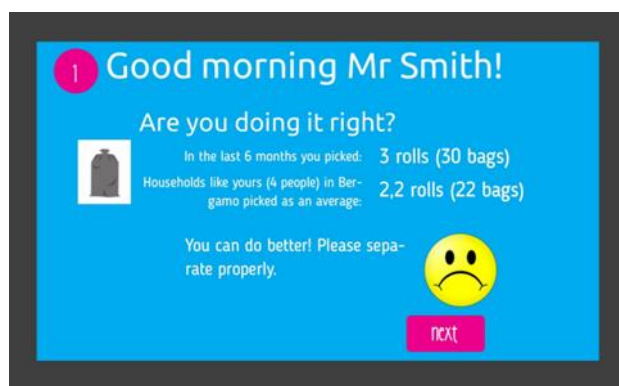 1 Good morning Mr Smith!
Are you doing it right?
In the last 6 months you picked: 3 rolls (30 bags)
Households like yours (4 people) in Ber-
gamo picked as an average: 2,2 rolls (22 bags)
You can do better! Please sepa-
rate properly.
next